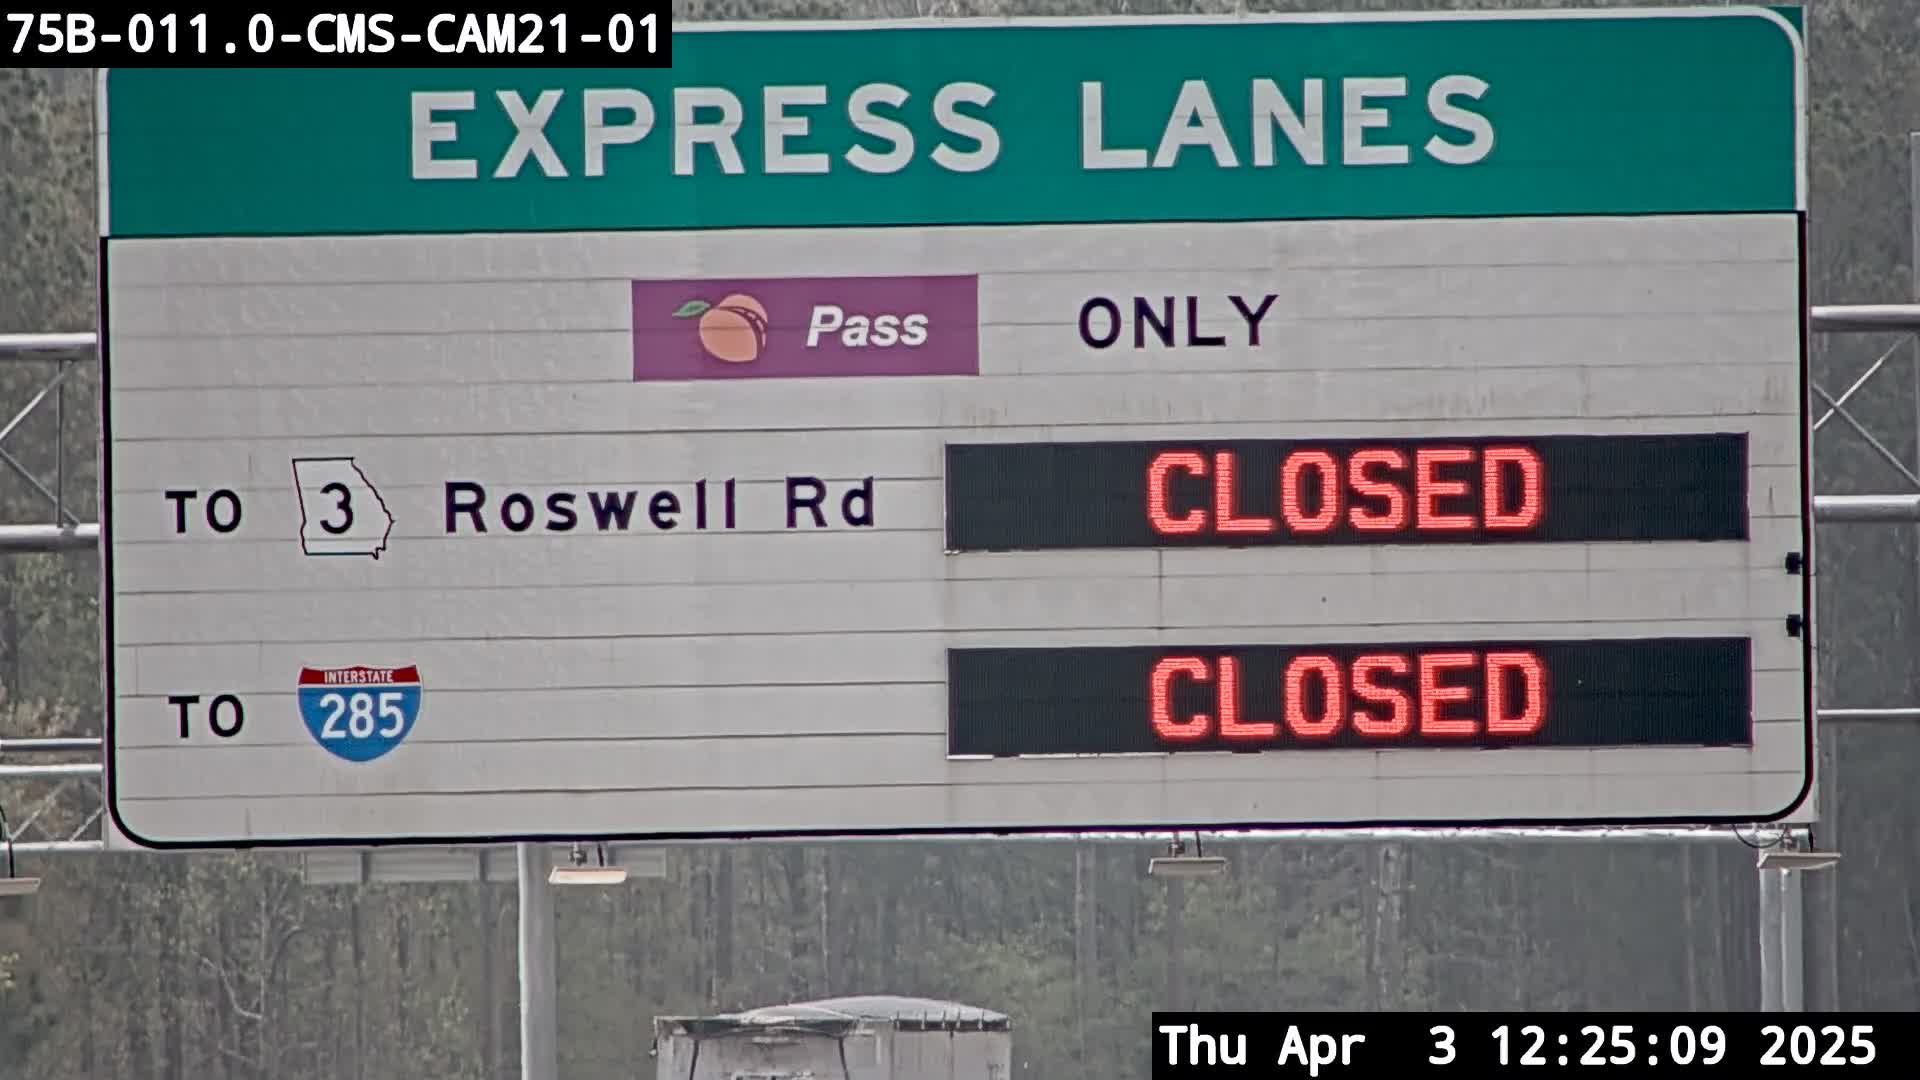 75B-011.0-CMS-CAM21-01
EXPRESS LANES
Pass ONLY
TO 3 Roswell Rd CLOSED
TO INTERSTATE 285 CLOSED
Thu Apr 3 12:25:09 2025